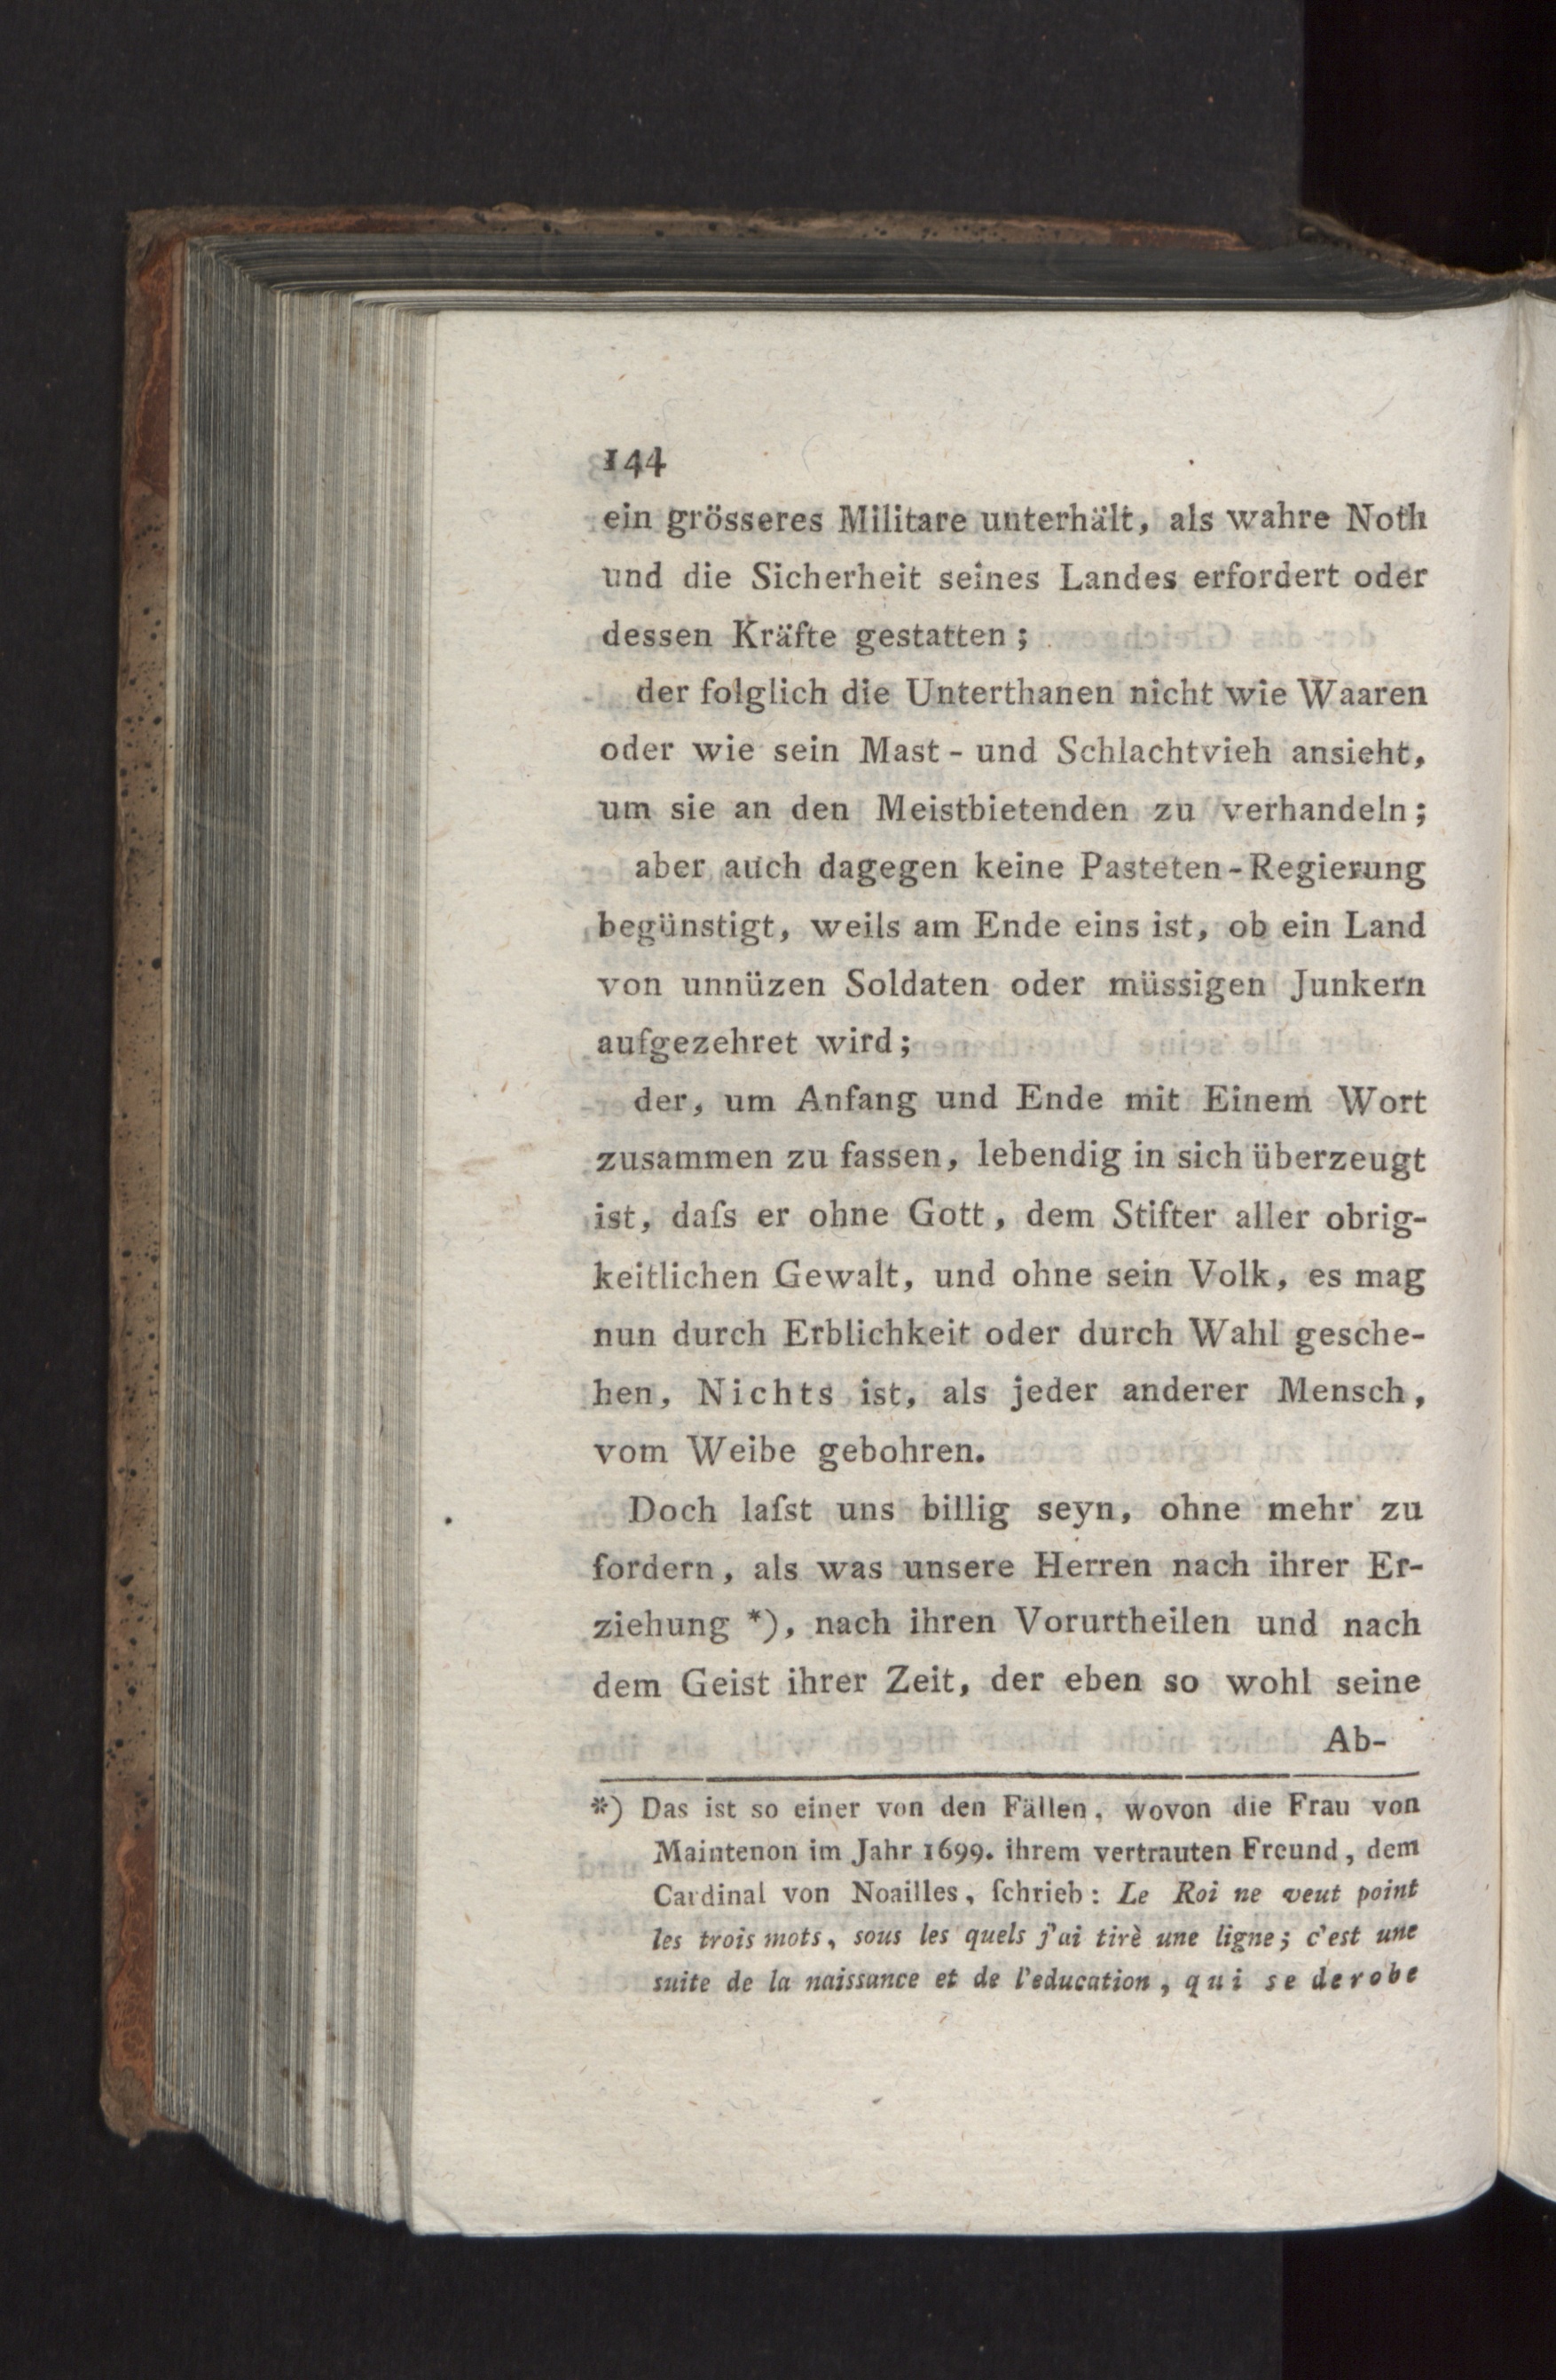 144
ein grösseres Militare unterhält, als wahre Noth
und die Sicherheit seines Landes erfordert oder
dessen Kräfte gestatten;
der folglich die Unterthanen nicht wie Waaren
oder wie sein Mast- und Schlachtvieh ansieht,
um sie an den Meistbietenden zu verhandeln;
aber auch dagegen keine Pasteten-Regierung
begünstigt, weils am Ende eins ist, ob ein Land
von unnüzen Soldaten oder müssigen Junkern
aufgezehret wird;
der, um Anfang und Ende mit Einem Wort
zusammen zu fassen, lebendig in sich überzeugt
ist, daſs er ohne Gott, dem Stifter aller obrig-
keitlichen Gewalt, und ohne sein Volk, es mag
nun durch Erblichkeit oder durch Wahl gesche-
hen, Nichts ist, als jeder anderer Mensch,
vom Weibe gebohren.
Doch laſst uns billig seyn, ohne mehr zu
fordern, als was unsere Herren nach ihrer Er-
ziehung *), nach ihren Vorurtheilen und nach
dem Geist ihrer Zeit, der eben so wohl seine
Ab-
*) Das ist so einer von den Fällen, wovon die Frau von
Maintenon im Jahr 1699. ihrem vertrauten Freund, dem
Cardinal von Noailles, ſchrieb: Le Roi ne veut point
les trois mots, sous les quels j'ai tirè une ligne; c'est une
suite de la naissance et de l'education, qui se derobe